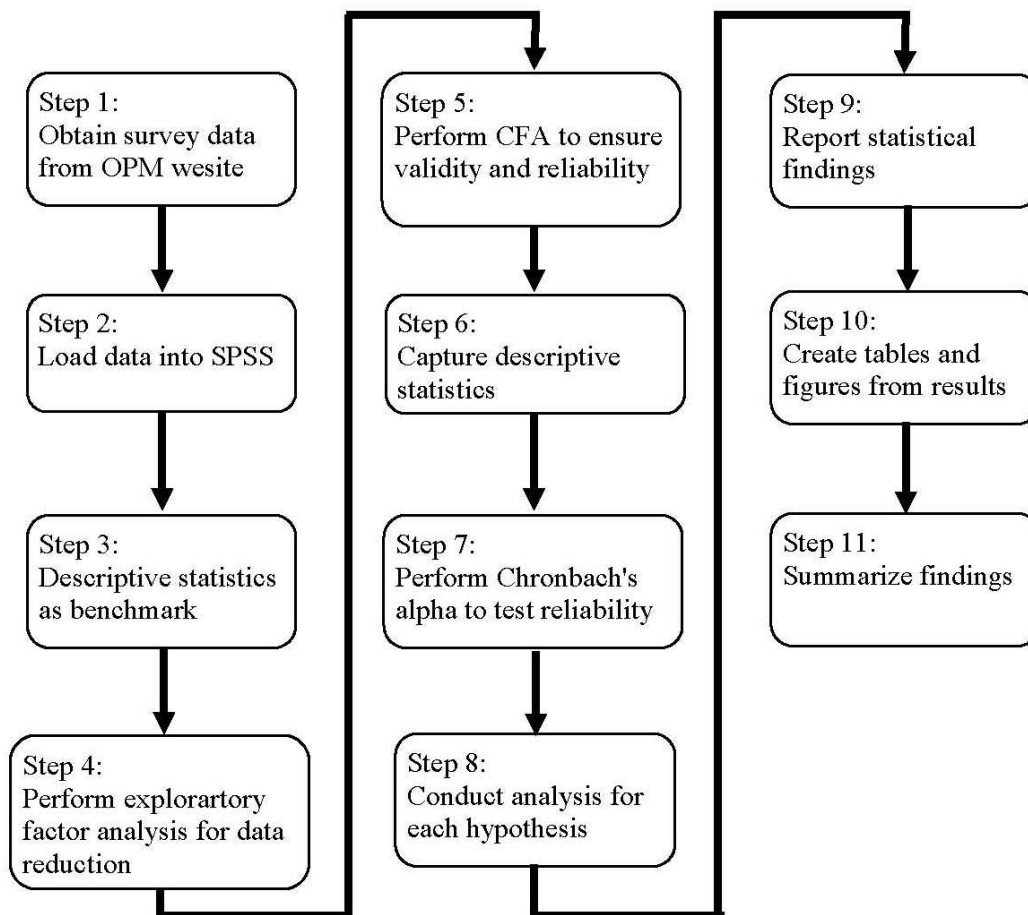 Step 1:
Obtain survey data
from OPM wesite
Step 2:
Load data into SPSS
Step 3:
Descriptive statistics
as benchmark
Step 4:
Perform explorartory
factor analysis for data
reduction
Step 5:
Perform CFA to ensure
validity and reliability
Step 6:
Capture descriptive
statistics
Step 7:
Perform Chronbach's
alpha to test reliability
Step 8:
Conduct analysis for
each hypothesis
Step 9:
Report statistical
findings
Step 10:
Create tables and
figures from results
Step 11:
Summarize findings